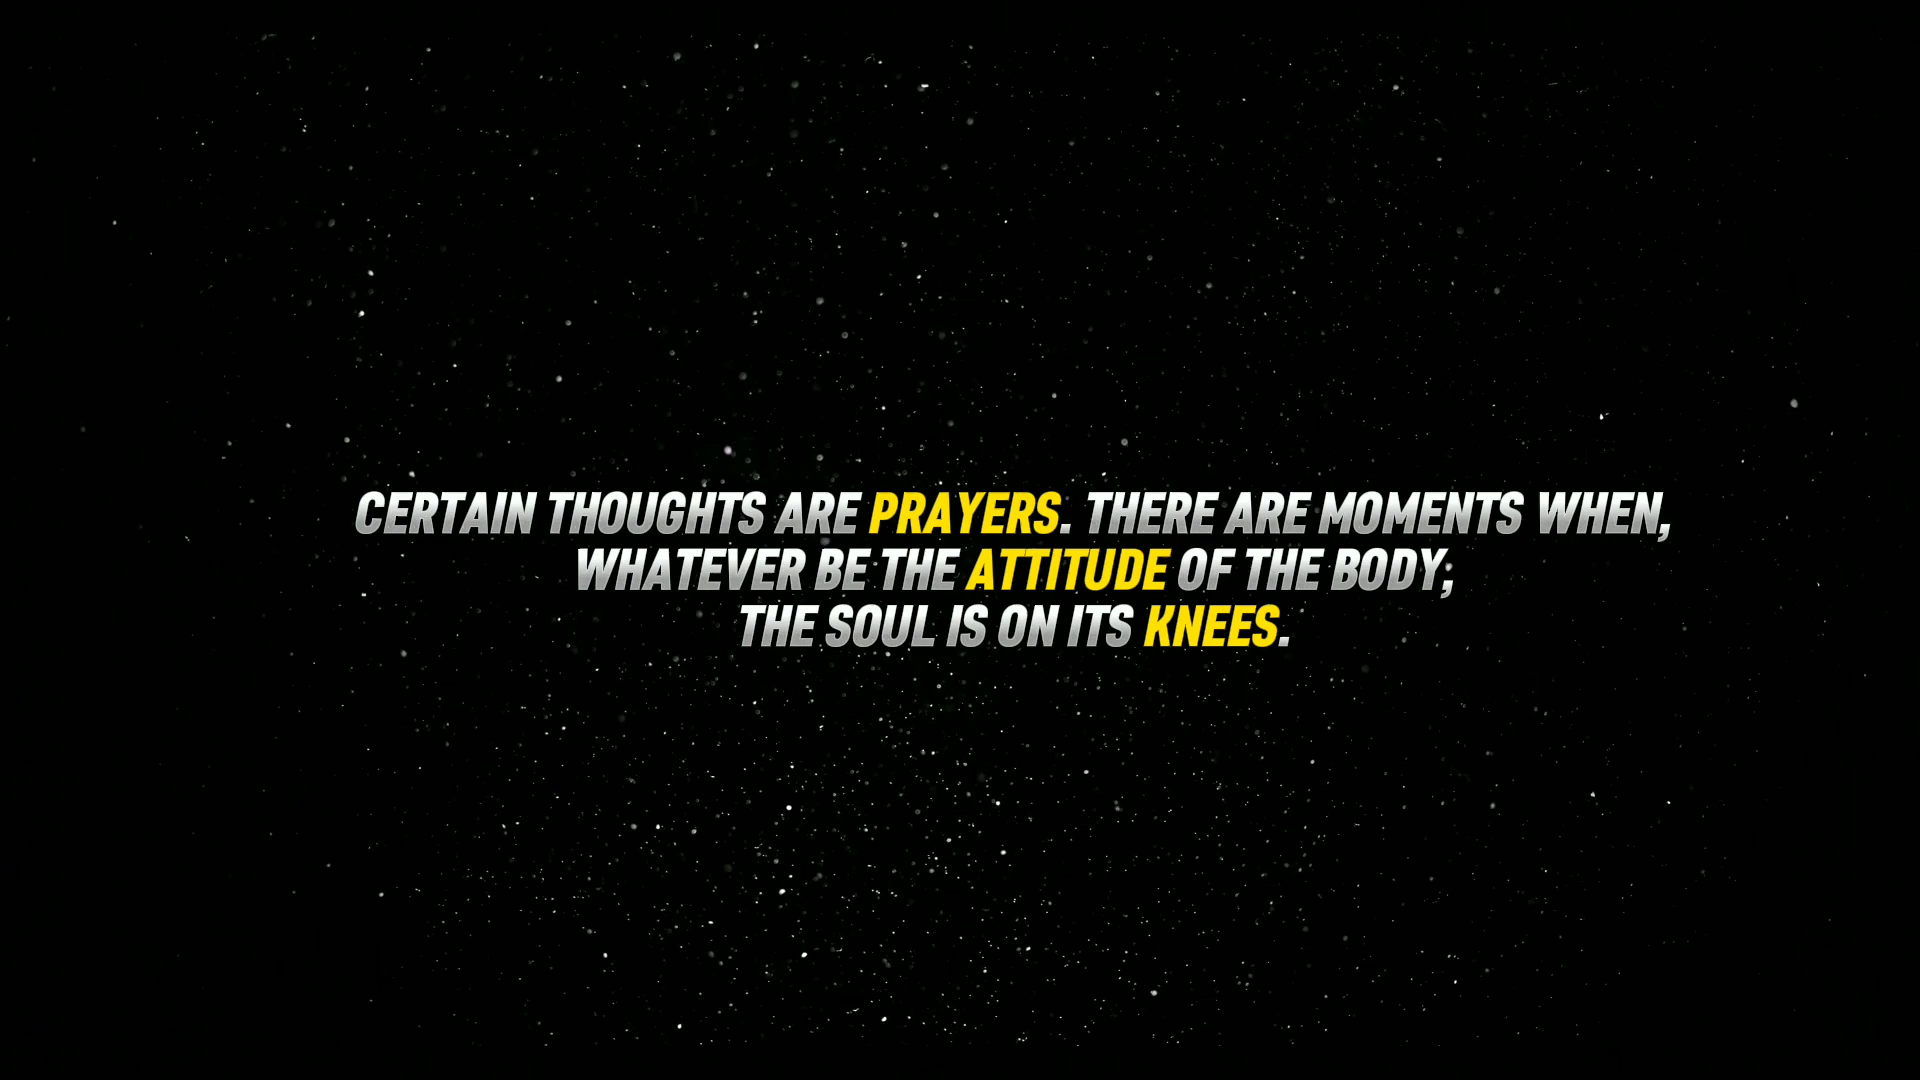 CERTAIN THOUGHTS ARE PRAYERS. THERE ARE MOMENTS WHEN,
WHATEVER BE THE ATTITUDE OF THE BODY,
THE SOUL IS ON ITS KNEES.